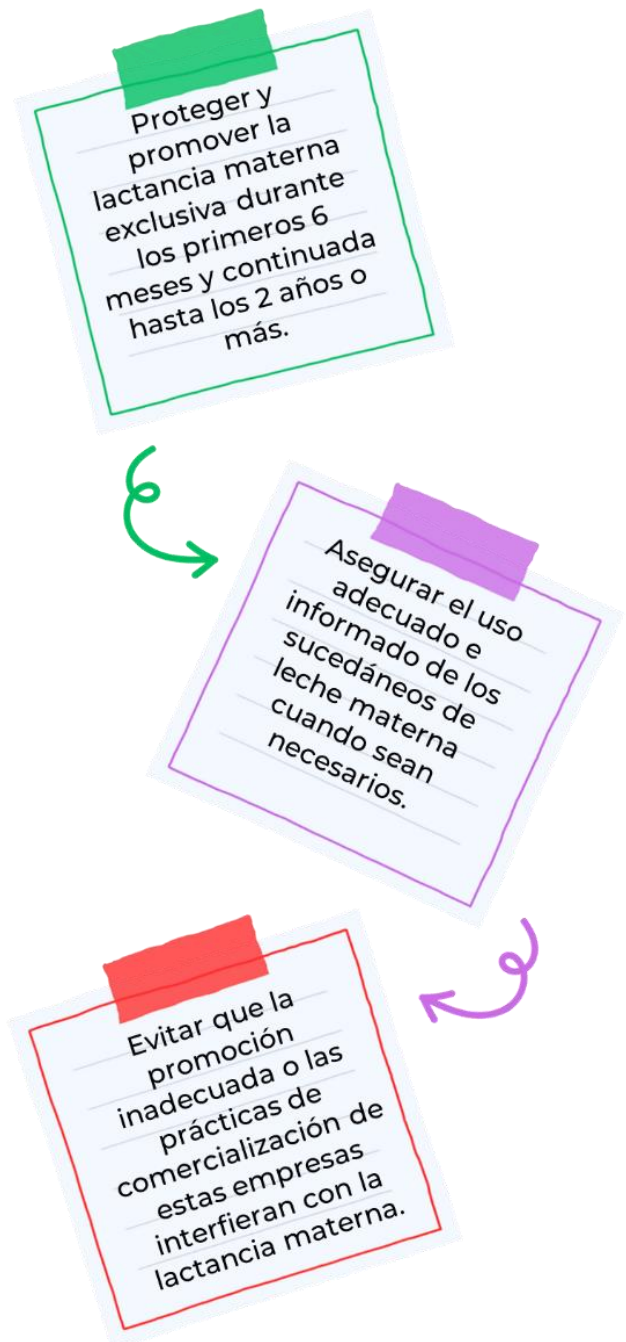 Proteger y
promover la
lactancia materna
exclusiva durante
los primeros 6
meses y continuada
hasta los 2 años o
más.
Asegurar el uso
adecuado e
informado de los
sucedáneos de
leche materna
cuando sean
necesarios.
Evitar que la
promoción
inadecuada o las
prácticas de
comercialización de
estas empresas
interfieran con la
lactancia materna.